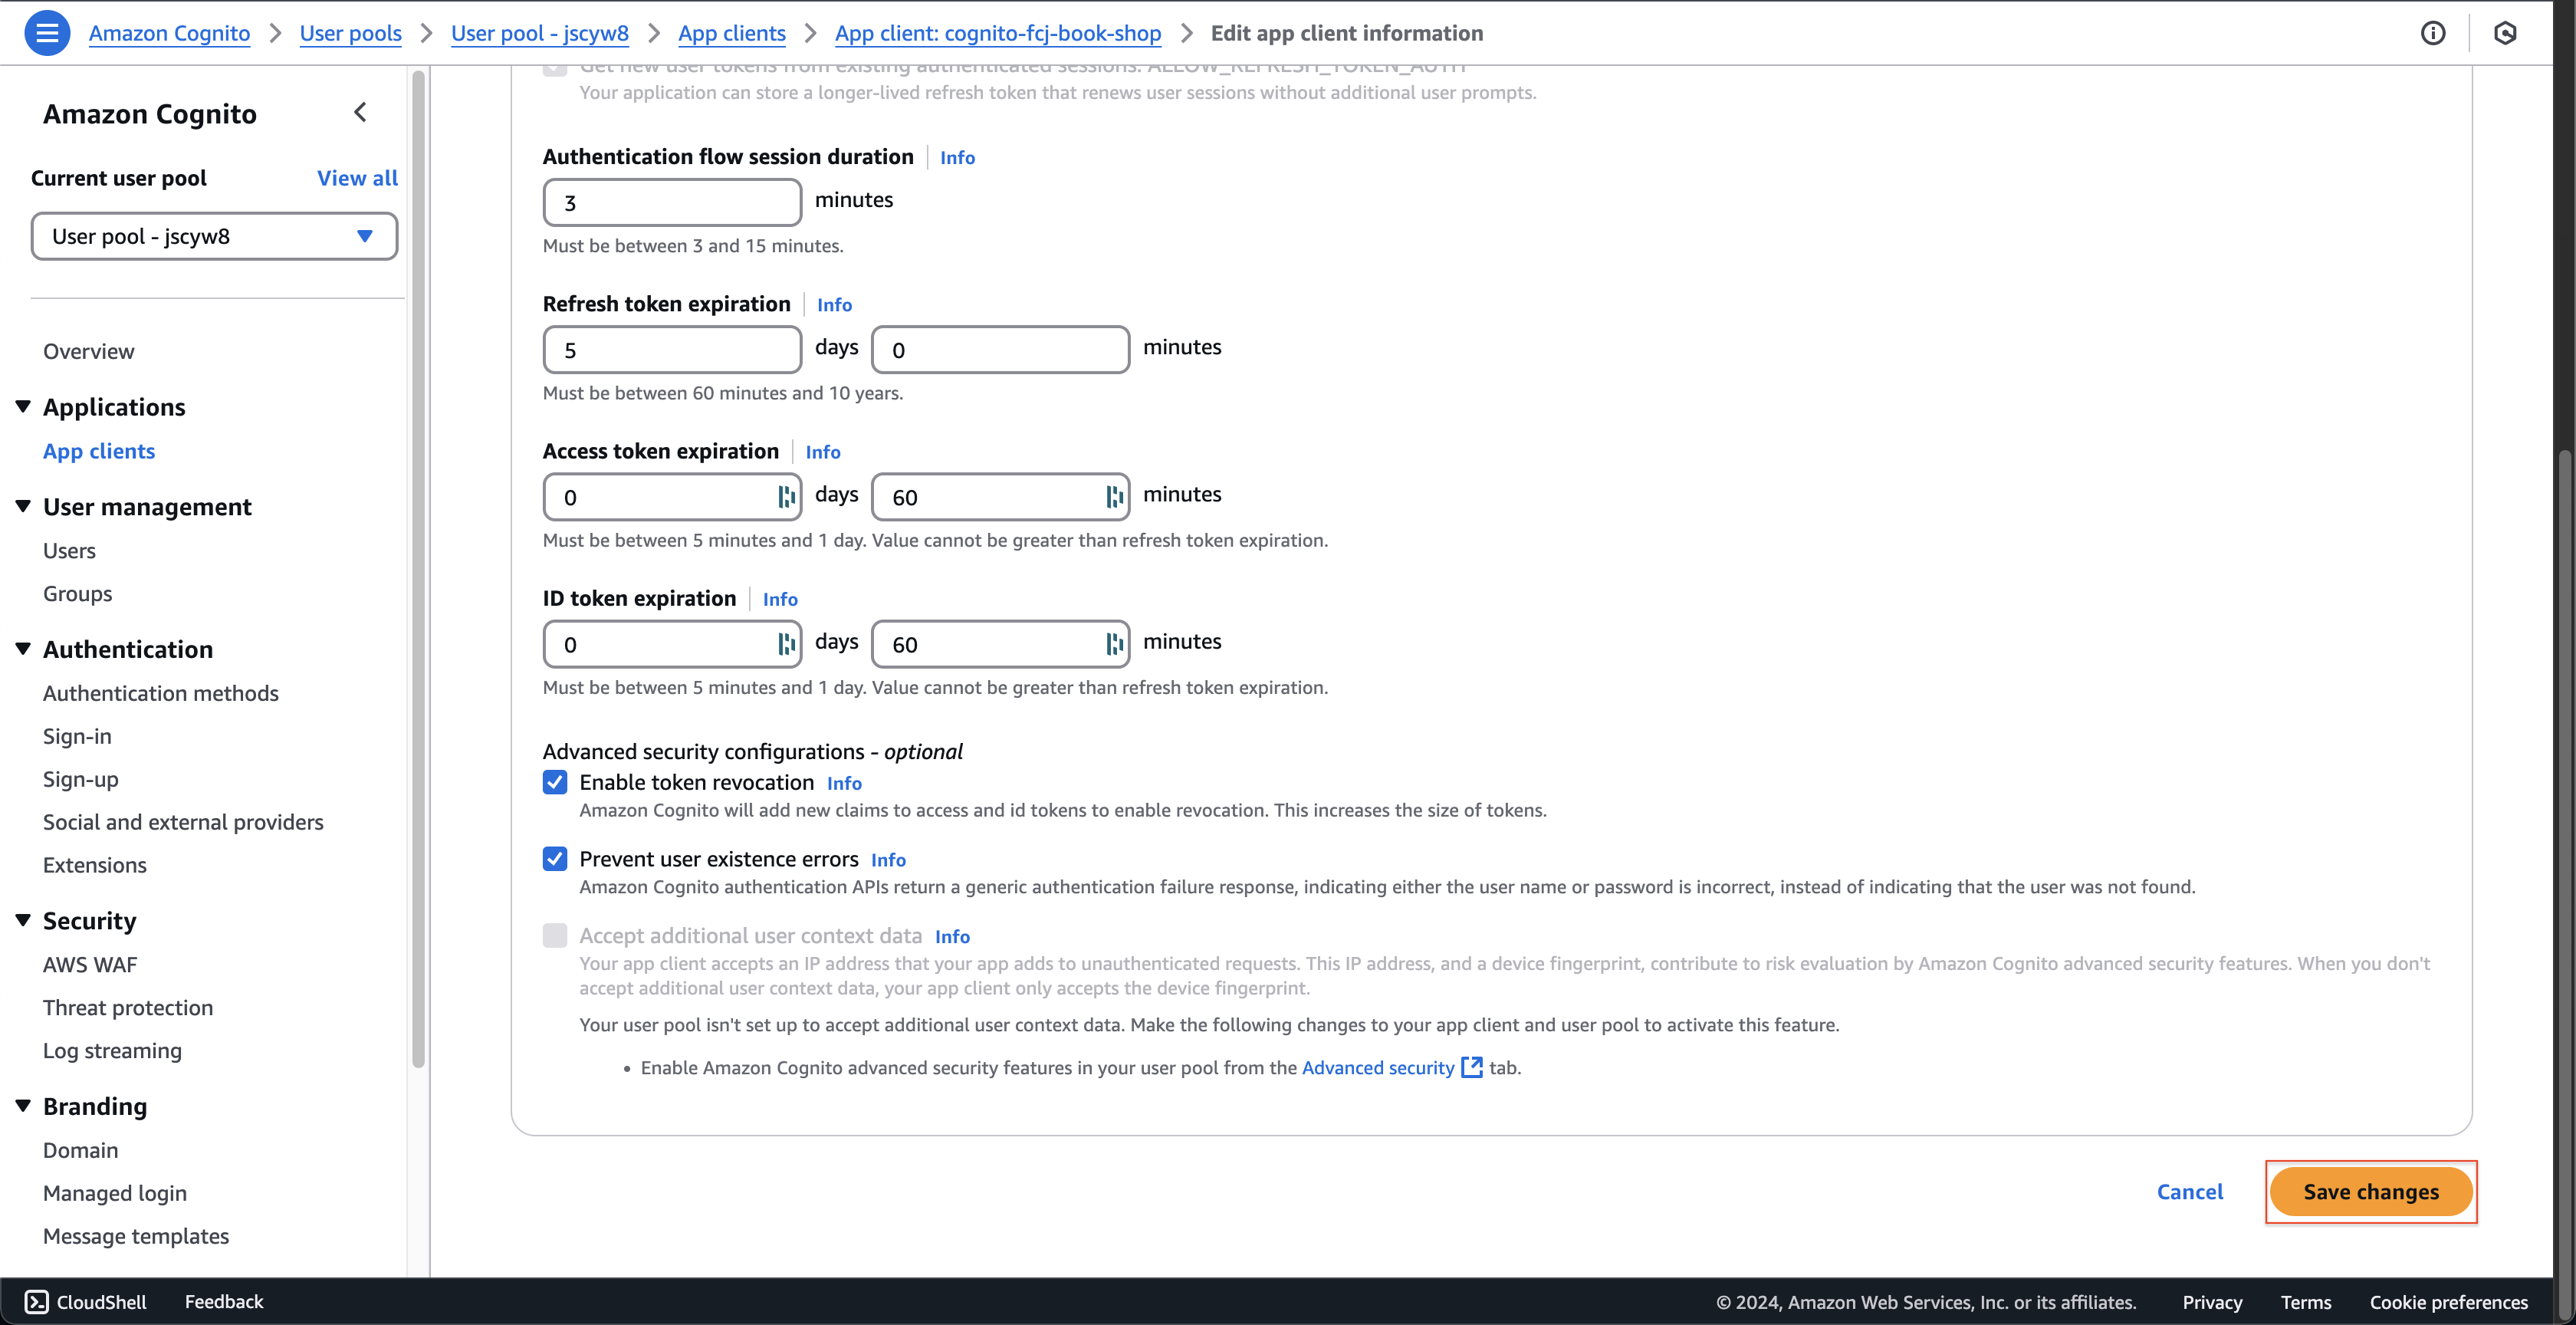 Amazon Cognito > User pools > User pool - jscyw8 > App clients > App client: cognito-fcj-book-shop > Edit app client information
Amazon Cognito
Current user pool View all
User pool - jscyw8
Overview
Applications
App clients
User management
Users
Groups
Authentication
Authentication methods
Sign-in
Sign-up
Social and external providers
Extensions
Security
AWS WAF
Threat protection
Log streaming
Branding
Domain
Managed login
Message templates
Get new user tokens from existing authenticated sessions: ALLOW_REFRESH_TOKEN_AUTH
Your application can store a longer-lived refresh token that renews user sessions without additional user prompts.
Authentication flow session duration Info
3 minutes
Must be between 3 and 15 minutes.
Refresh token expiration Info
5 days 0 minutes
Must be between 60 minutes and 10 years.
Access token expiration Info
0 days 60 minutes
Must be between 5 minutes and 1 day. Value cannot be greater than refresh token expiration.
ID token expiration Info
0 days 60 minutes
Must be between 5 minutes and 1 day. Value cannot be greater than refresh token expiration.
Advanced security configurations - optional
Enable token revocation Info
Amazon Cognito will add new claims to access and id tokens to enable revocation. This increases the size of tokens.
Prevent user existence errors Info
Amazon Cognito authentication APIs return a generic authentication failure response, indicating either the user name or password is incorrect, instead of indicating that the user was not found.
Accept additional user context data Info
Your app client accepts an IP address that your app adds to unauthenticated requests. This IP address, and a device fingerprint, contribute to risk evaluation by Amazon Cognito advanced security features. When you don't
accept additional user context data, your app client only accepts the device fingerprint.
Your user pool isn't set up to accept additional user context data. Make the following changes to your app client and user pool to activate this feature.
• Enable Amazon Cognito advanced security features in your user pool from the Advanced security tab.
Cancel Save changes
CloudShell Feedback © 2024, Amazon Web Services, Inc. or its affiliates. Privacy Terms Cookie preferences